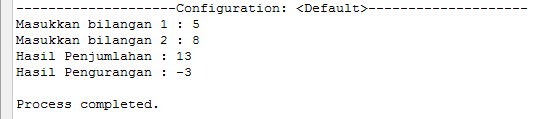 --------------------Configuration: <Default>--------------------
Masukkan bilangan 1 : 5
Masukkan bilangan 2 : 8
Hasil Penjumlahan : 13
Hasil Pengurangan : -3
Process completed.